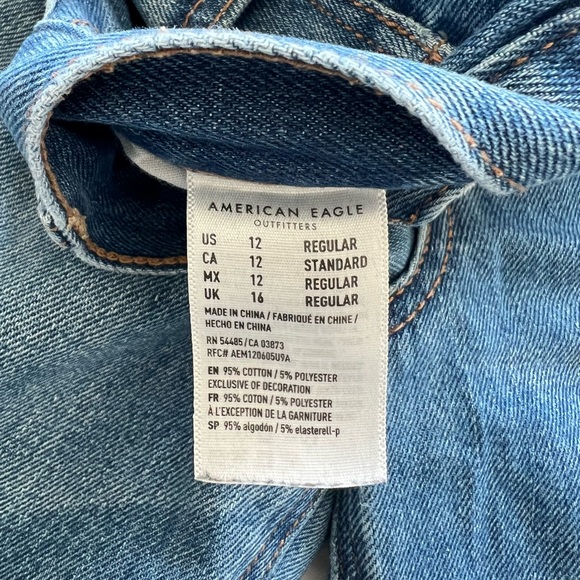 AMERICAN EAGLE
OUTFITTERS
US 12 REGULAR
CA 12 STANDARD
MX 12 REGULAR
UK 16 REGULAR
MADE IN CHINA / FABRIQUÉ EN CHINE /
HECHO EN CHINA
RN 54485/CA 03873
RFC# AEM120605U9A
EN 95% COTTON / 5% POLYESTER
EXCLUSIVE OF DECORATION
FR 95% COTON / 5% POLYESTER
À L'EXCEPTION DE LA GARNITURE
SP 95% algodón / 5% elasterell-p